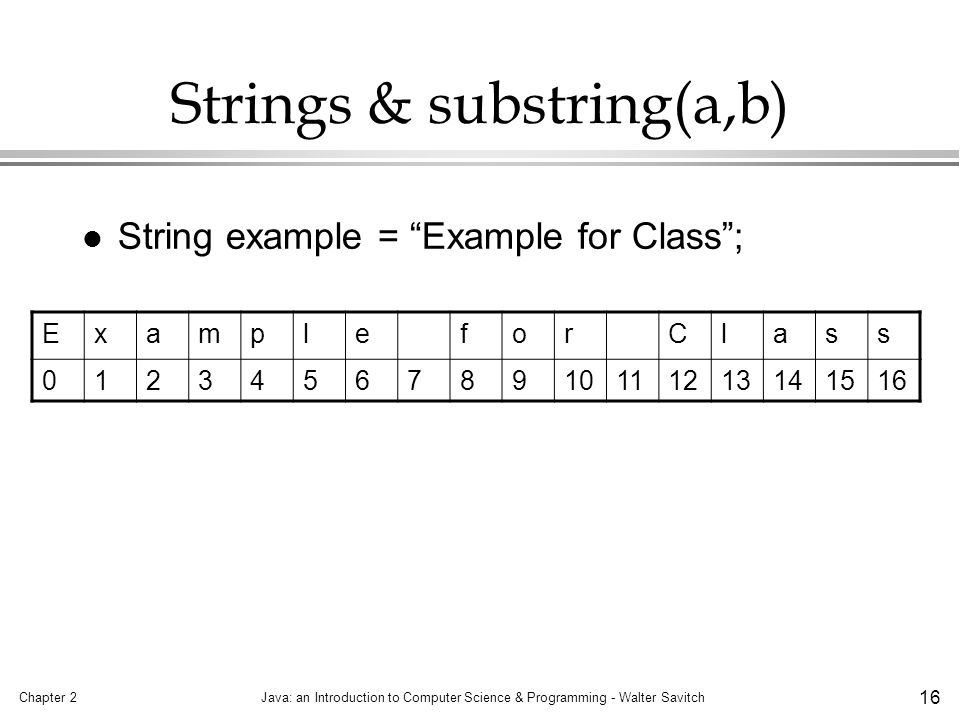 Strings & substring(a,b)
● String example = “Example for Class”;
E x a m p l e f o r C l a s s
0 1 2 3 4 5 6 7 8 9 10 11 12 13 14 15 16
Chapter 2 Java: an Introduction to Computer Science & Programming - Walter Savitch 16